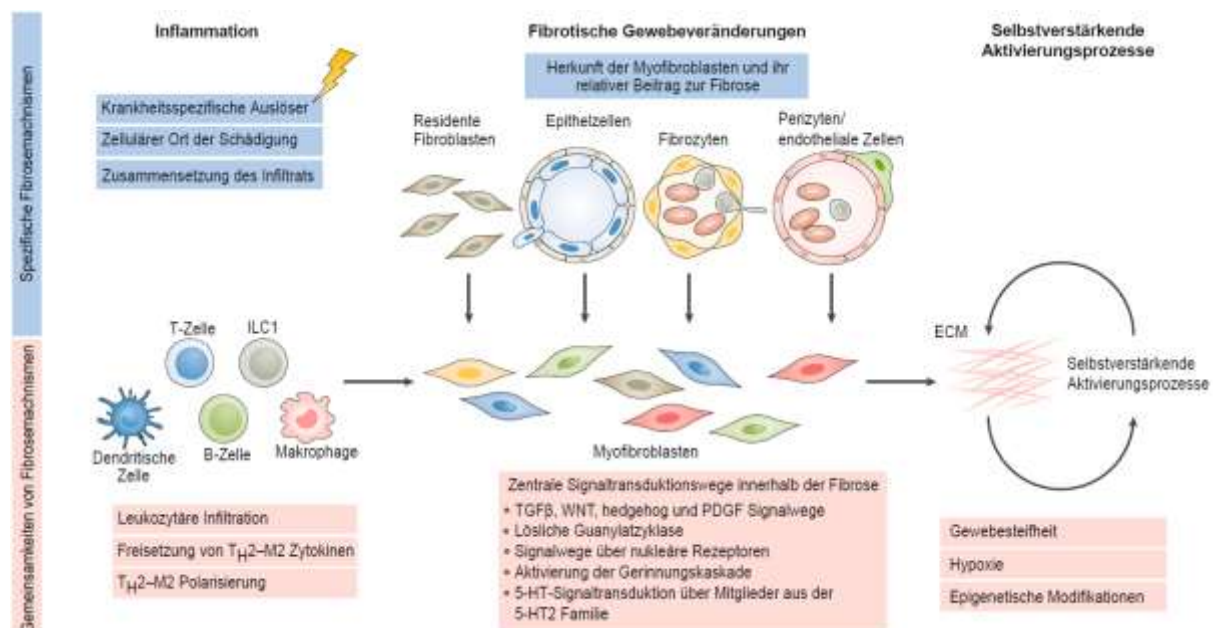 Inflammation
Fibrotische Gewebeveränderungen
Selbstverstärkende
Aktivierungsprozesse
Spezifische Fibrosemachnismen
Krankheitsspezifische Auslöser
Zellulärer Ort der Schädigung
Zusammensetzung des Infiltrats
Herkunft der Myofibroblasten und ihr
relativer Beitrag zur Fibrose
Residente
Fibroblasten
Epithelzellen
Fibrozyten
Perizyten/
endotheliale Zellen
Gemeinsamkeiten von Fibrosemachnismen
T-Zelle
ILC1
Dendritische
Zelle
B-Zelle
Makrophage
Myofibroblasten
ECM
Selbstverstärkende
Aktivierungsprozesse
Leukozytäre Infiltration
Freisetzung von TH2–M2 Zytokinen
TH2–M2 Polarisierung
Zentrale Signaltransduktionswege innerhalb der Fibrose
• TGFβ, WNT, hedgehog und PDGF Signalwege
• Lösliche Guanylatzyklase
• Signalwege über nukleäre Rezeptoren
• Aktivierung der Gerinnungskaskade
• 5-HT-Signaltransduktion über Mitglieder aus der
5-HT2 Familie
Gewebesteifheit
Hypoxie
Epigenetische Modifikationen